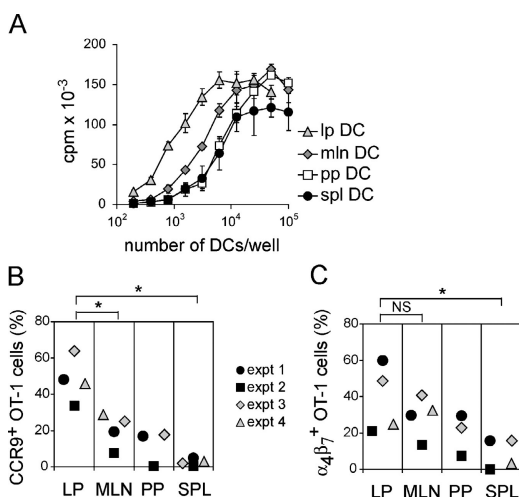 A
cpm x 10⁻³
200
150
100
50
0
10² 10³ 10⁴ 10⁵
number of DCs/well
lp DC
mln DC
pp DC
spl DC
B
CCR9⁺ OT-1 cells (%)
*
*
80
60
40
20
0
LP MLN PP SPL
expt 1
expt 2
expt 3
expt 4
C
α₄β₇⁺ OT-1 cells (%)
*
NS
80
60
40
20
0
LP MLN PP SPL